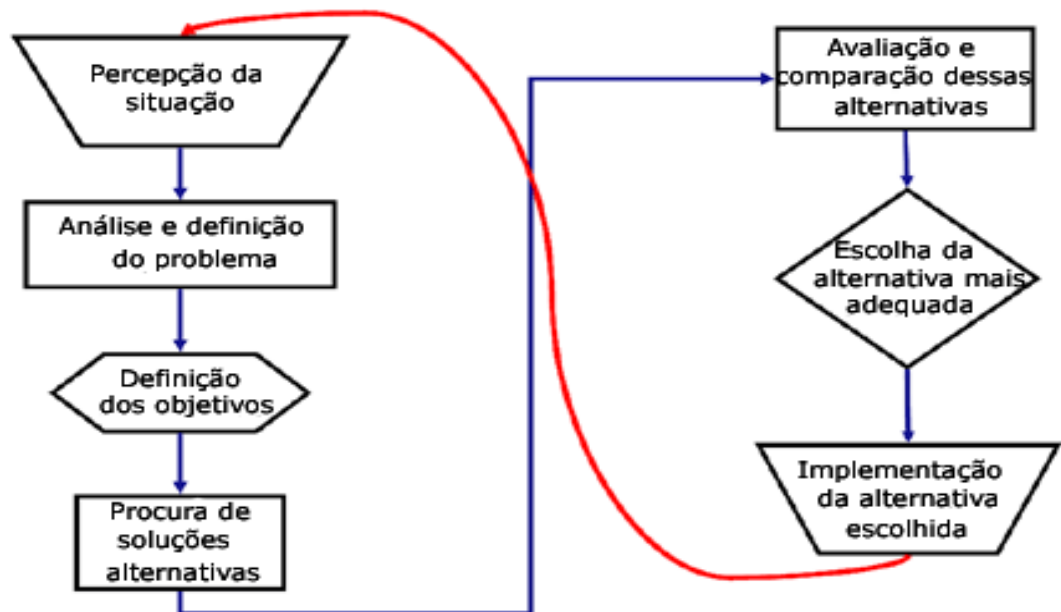 Percepção da
situação
Análise e definição
do problema
Definição
dos objetivos
Procura de
soluções
alternativas
Avaliação e
comparação dessas
alternativas
Escolha da
alternativa mais
adequada
Implementação
da alternativa
escolhida